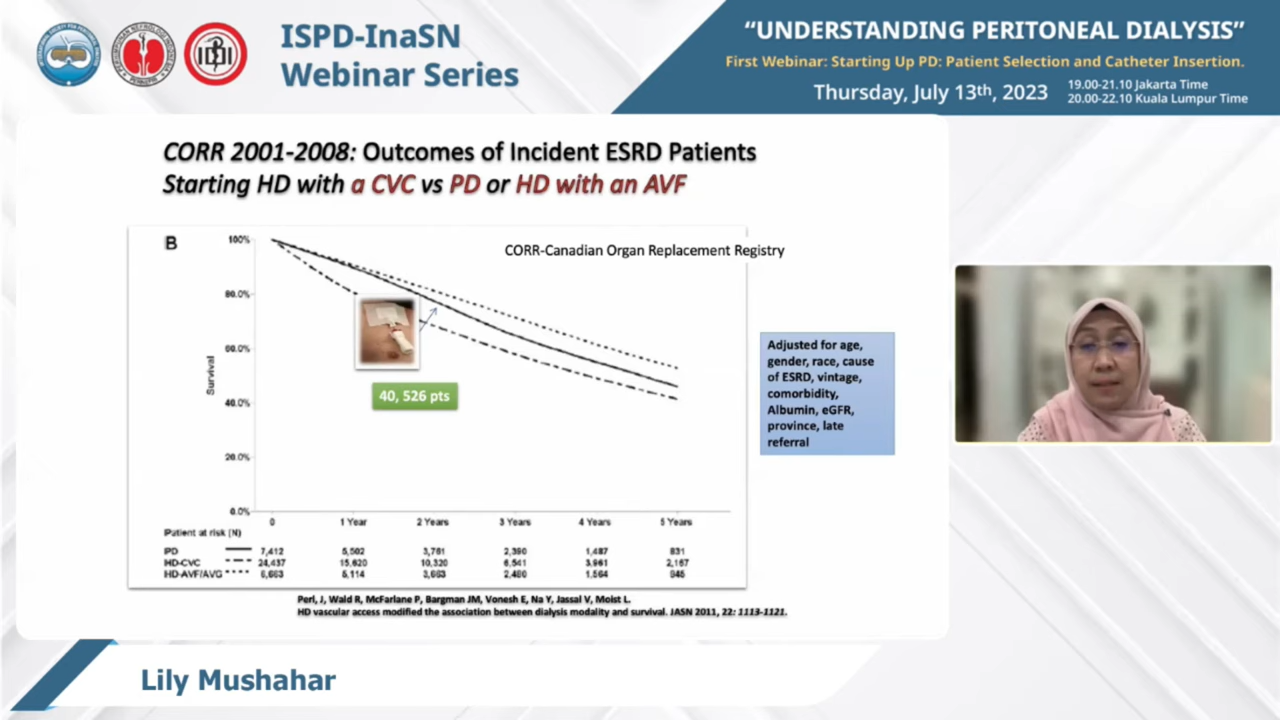 ISPD-InaSN
Webinar Series
“UNDERSTANDING PERITONEAL DIALYSIS”
First Webinar: Starting Up PD: Patient Selection and Catheter Insertion.
Thursday, July 13th, 2023
19.00-21.10 Jakarta Time
20.00-22.10 Kuala Lumpur Time
CORR 2001-2008: Outcomes of Incident ESRD Patients
Starting HD with a CVC vs PD or HD with an AVF
B
CORR-Canadian Organ Replacement Registry
100%
80.0%
60.0%
40.0%
20.0%
0.0%
Survival
40, 526 pts
0 1 Year 2 Years 3 Years 4 Years 5 Years
Patient at risk (N)
PD 7,412 5,502 3,761 2,390 1,487 831
HD-CVC 24,437 15,620 10,320 6,541 3,961 2,167
HD-AVF/AVG 6,663 5,114 3,663 2,480 1,564 845
Adjusted for age,
gender, race, cause
of ESRD, vintage,
comorbidity,
Albumin, eGFR,
province, late
referral
Perl, J, Wald R, McFarlane P, Bargman JM, Vonesh E, Na Y, Jassal V, Moist L.
HD vascular access modified the association between dialysis modality and survival. JASN 2011, 22: 1113-1121.
Lily Mushahar